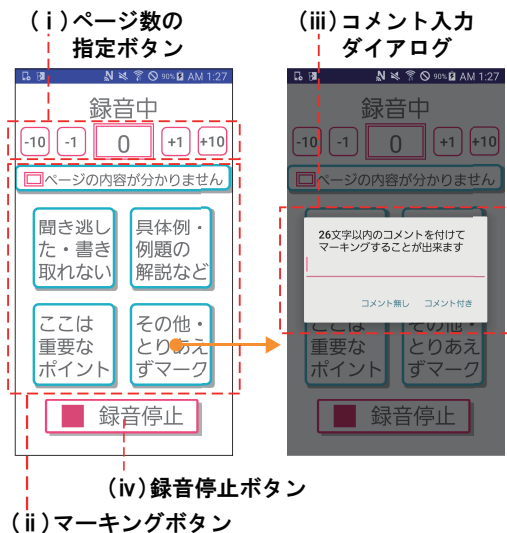 (ⅰ)ページ数の
指定ボタン
(ⅲ)コメント入力
ダイアログ
90% AM 1:27
録音中
-10 -1 0 +1 +10
ページの内容が分かりません
聞き逃し
た・書き
取れない
具体例・
例題の
解説など
ここは
重要な
ポイント
その他・
とりあえ
ずマーク
録音停止
90% AM 1:27
録音中
-10 -1 0 +1 +10
ページの内容が分かりません
26文字以内のコメントを付けて
マーキングすることが出来ます
コメント無し コメント付き
ここは
重要な
ポイント
その他・
とりあえ
ずマーク
録音停止
(ⅳ)録音停止ボタン
(ⅱ)マーキングボタン